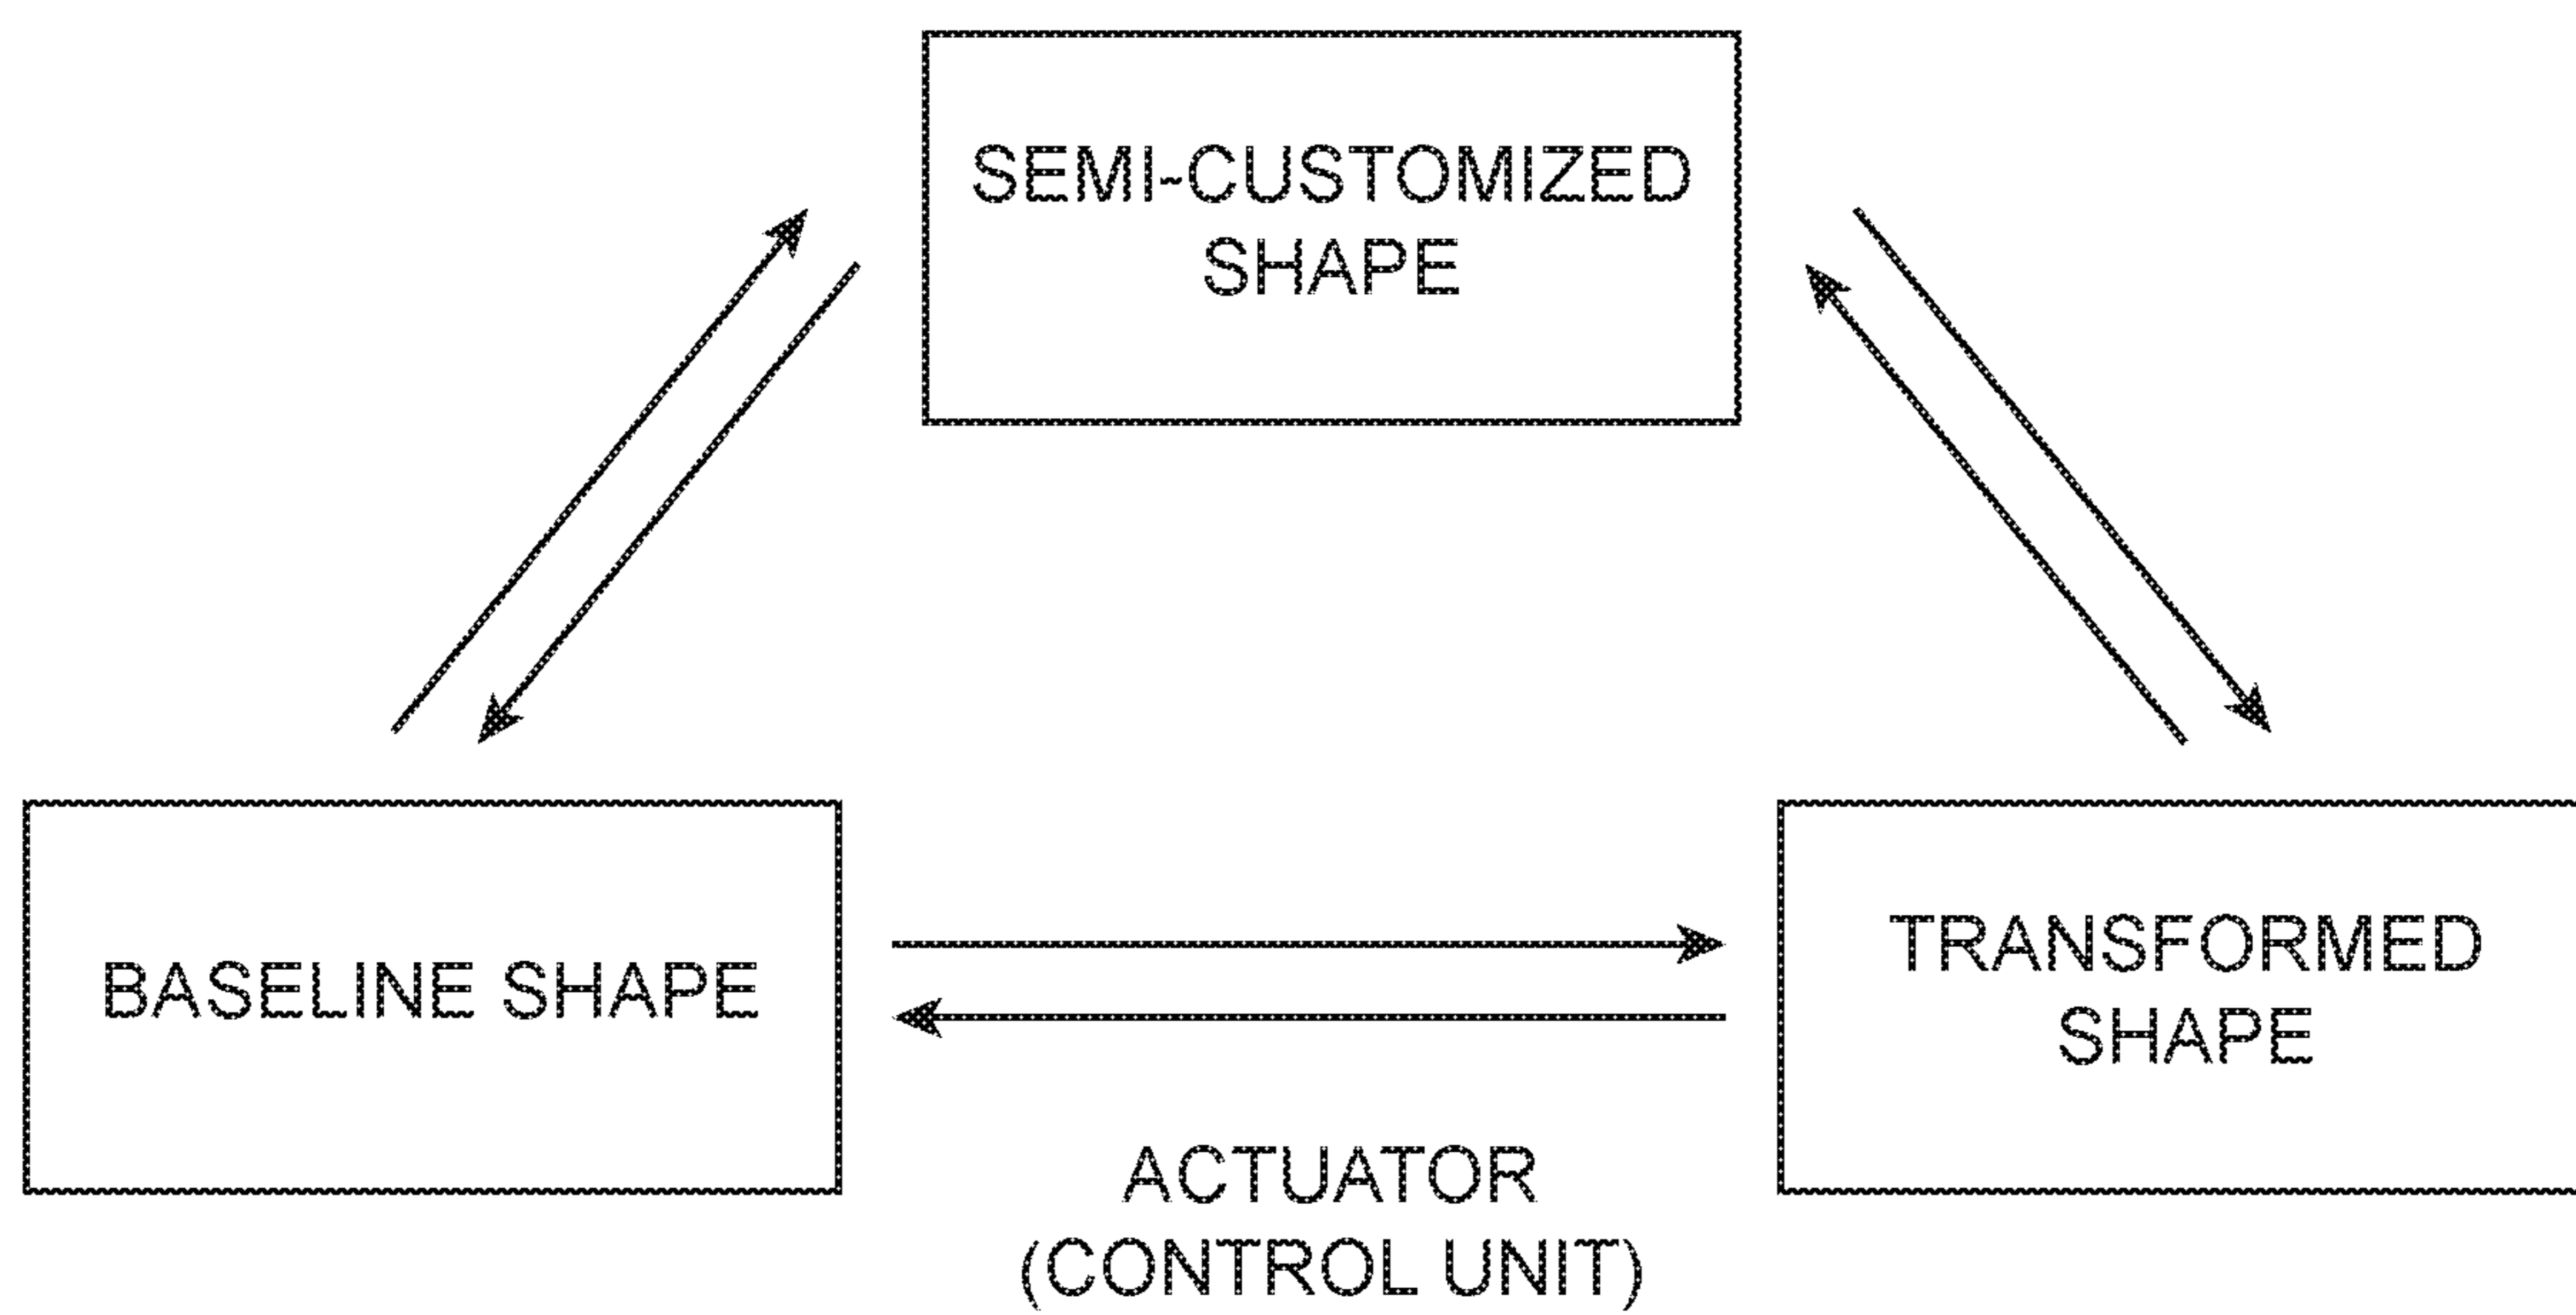 SEMI-CUSTOMIZED
SHAPE
BASELINE SHAPE
TRANSFORMED
SHAPE
ACTUATOR
(CONTROL UNIT)